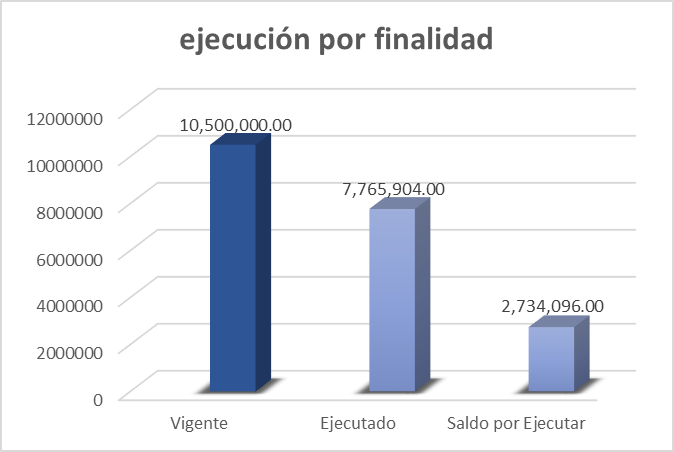 ejecución por finalidad
12000000
10000000
8000000
6000000
4000000
2000000
0
10,500,000.00
7,765,904.00
2,734,096.00
Vigente
Ejecutado
Saldo por Ejecutar